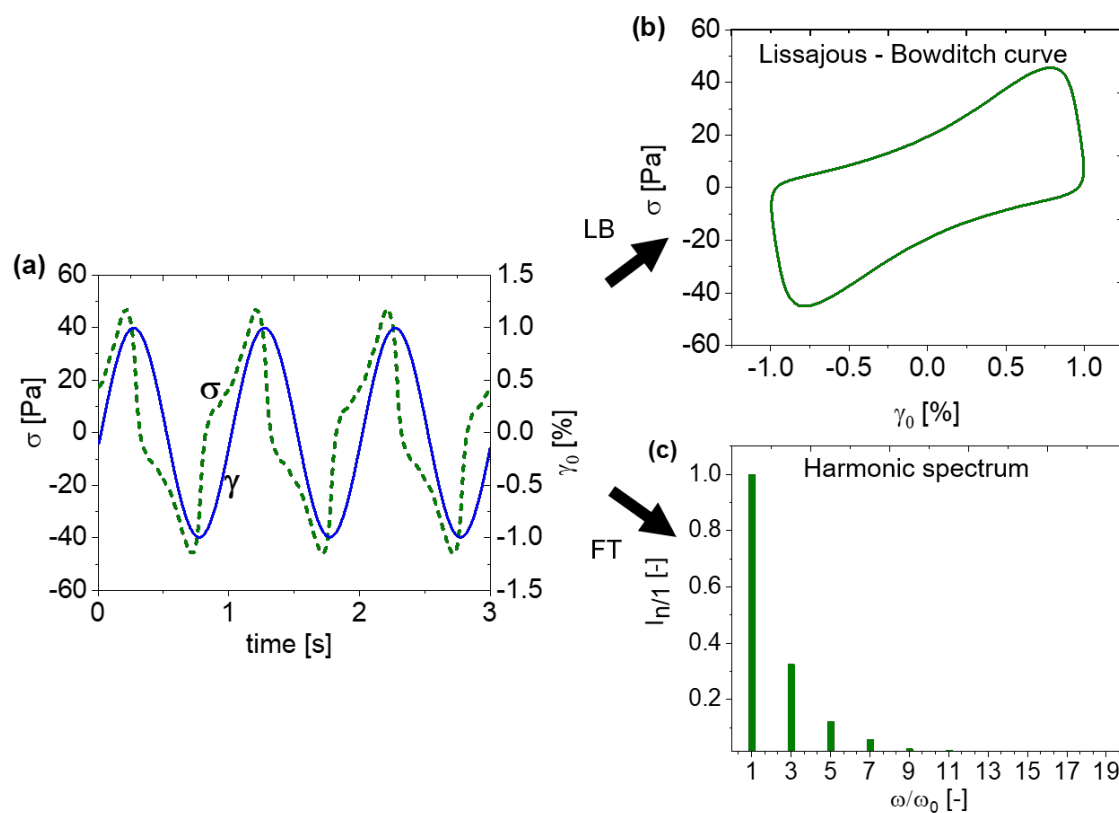 (a)
60
40
20
0
-20
-40
-60
σ [Pa]
0
1
2
3
time [s]
1.5
1.0
0.5
0.0
-0.5
-1.0
-1.5
γ₀ [%]
σ
γ
LB
FT
(b)
Lissajous - Bowditch curve
60
40
20
0
-20
-40
-60
σ [Pa]
-1.0
-0.5
0.0
0.5
1.0
γ₀ [%]
(c)
Harmonic spectrum
1.0
0.8
0.6
0.4
0.2
Iₙ/₁ [-]
1 3 5 7 9 11 13 15 17 19
ω/ω₀ [-]